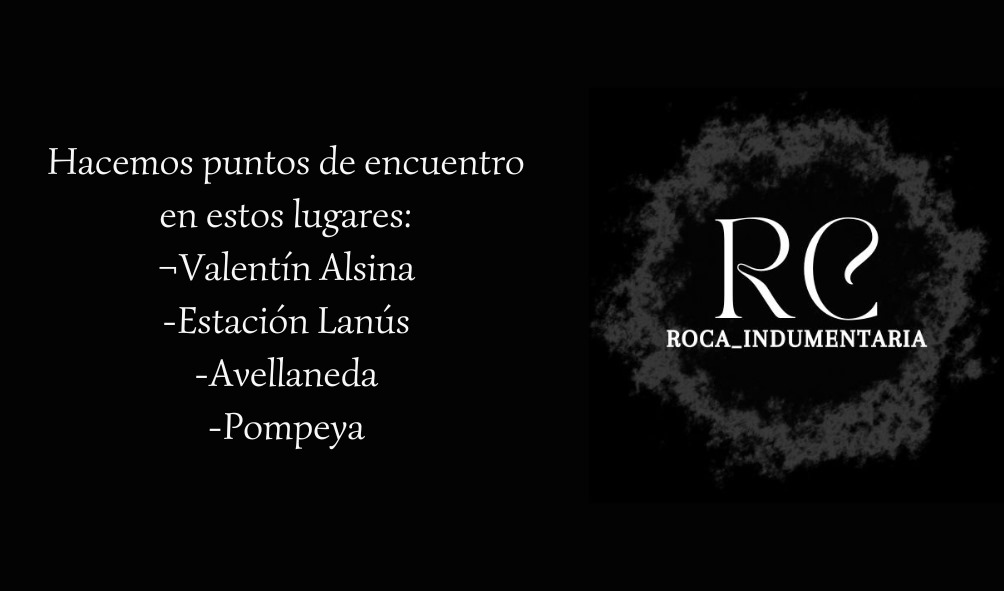 Hacemos puntos de encuentro
en estos lugares:
¬Valentín Alsina
-Estación Lanús
-Avellaneda
-Pompeya
RC
ROCA_INDUMENTARIA